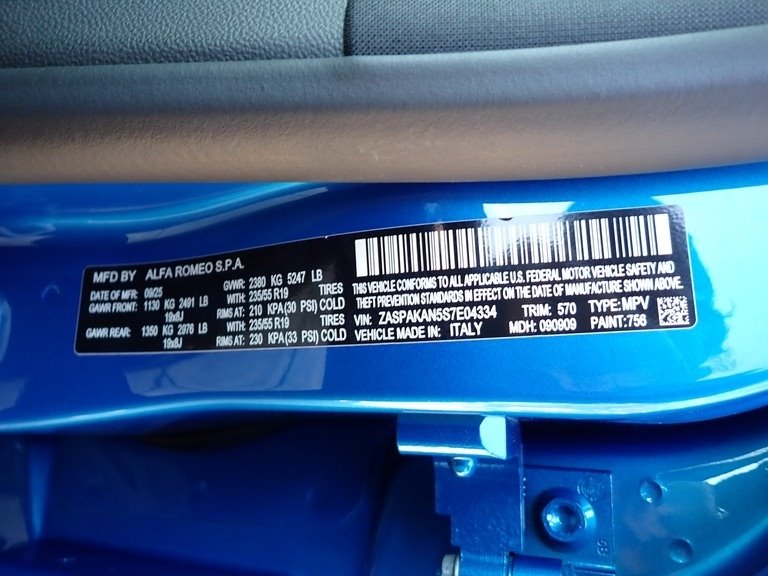 MFD BY ALFA ROMEO S.P.A.
DATE OF MFD: 09/25 GVWR: 2380 KG 5247 LB
GAWR FRONT: 1130 KG 2491 LB WITH: 235/55 R19 TIRES
19x8J RIMS AT: 210 KPA (30 PSI) COLD
GAWR REAR: 1350 KG 2976 LB WITH: 235/55 R19 TIRES
19x8J RIMS AT: 230 KPA (33 PSI) COLD
THIS VEHICLE CONFORMS TO ALL APPLICABLE U.S. FEDERAL MOTOR VEHICLE SAFETY AND
THEFT PREVENTION STANDARDS IN EFFECT ON THE DATE OF MANUFACTURE SHOWN ABOVE.
VIN: ZASPAKAN5S7E04334 TRIM: 570 TYPE: MPV
VEHICLE MADE IN: ITALY MDH: 090909 PAINT:756